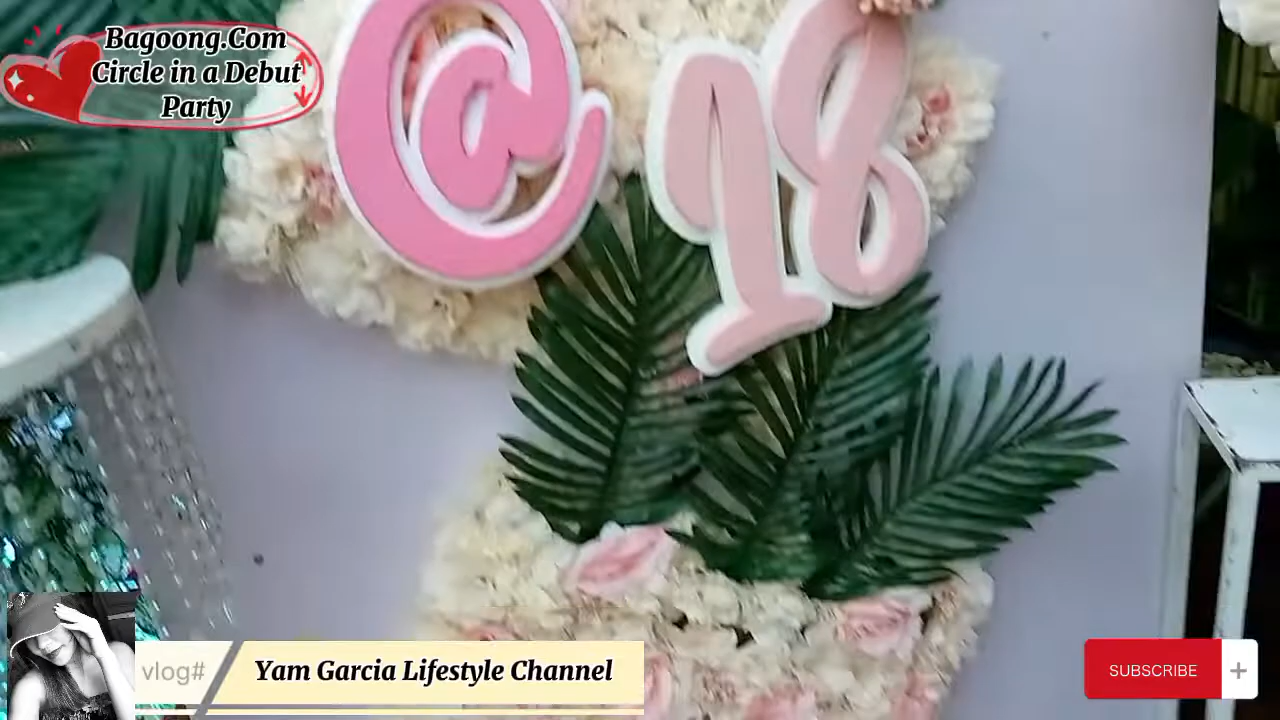 Bagoong.Com
Circle in a Debut
Party
@ 18
vlog#
Yam Garcia Lifestyle Channel
SUBSCRIBE +